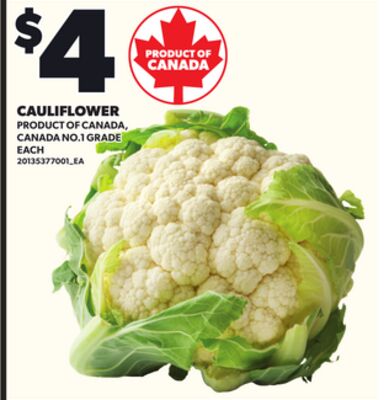 $4
PRODUCT OF
CANADA
CAULIFLOWER
PRODUCT OF CANADA,
CANADA NO.1 GRADE
EACH
20135377001_EA